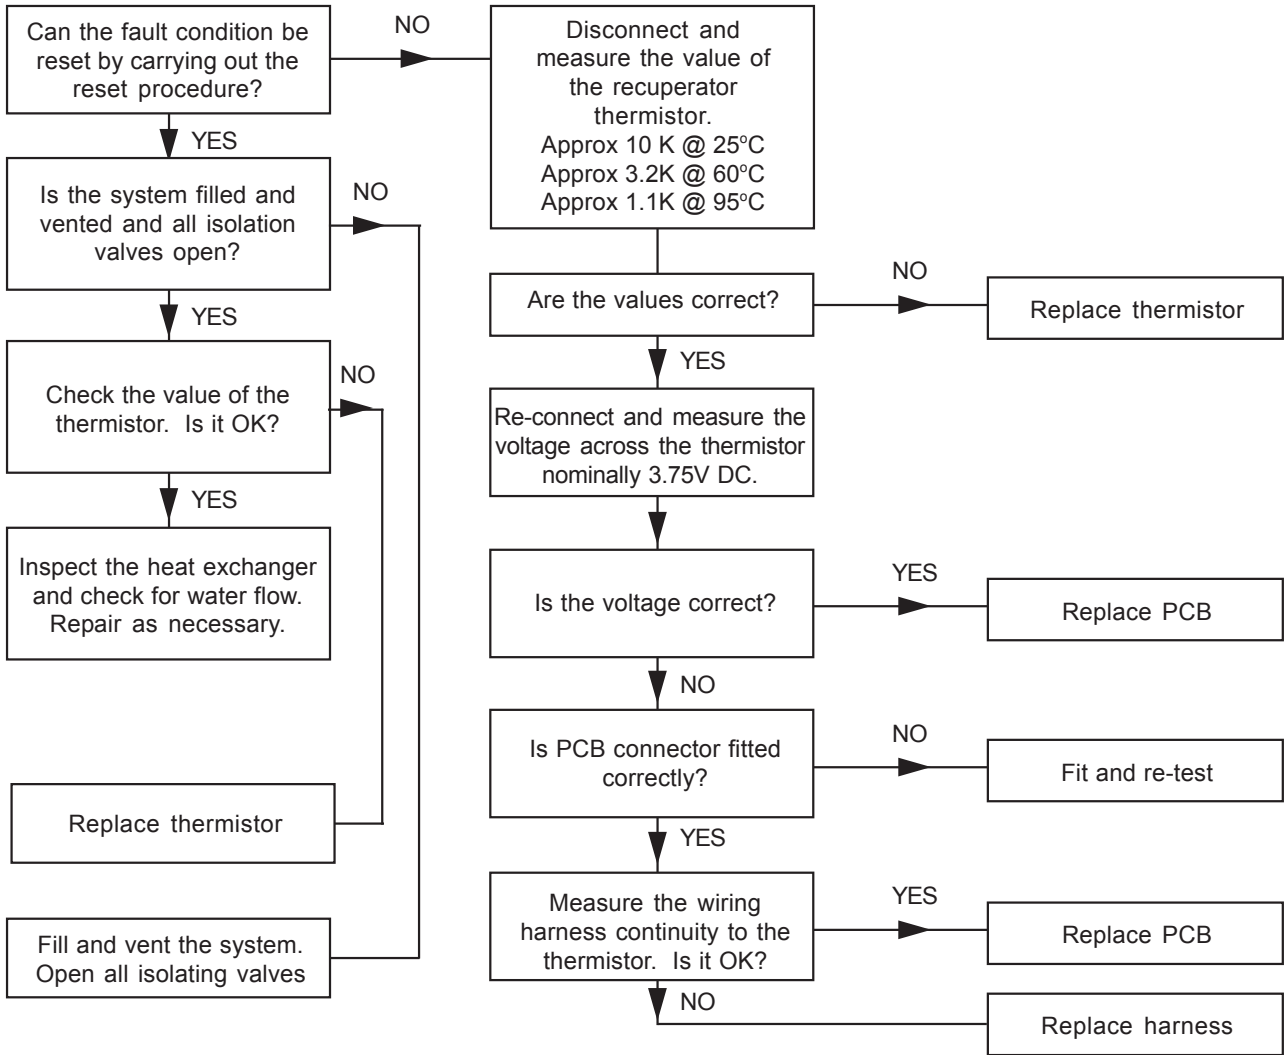 Can the fault condition be
reset by carrying out the
reset procedure?
NO
YES
Is the system filled and
vented and all isolation
valves open?
NO
YES
Check the value of the
thermistor. Is it OK?
NO
YES
Inspect the heat exchanger
and check for water flow.
Repair as necessary.
Replace thermistor
Fill and vent the system.
Open all isolating valves
Disconnect and
measure the value of
the recuperator
thermistor.
Approx 10 K @ 25°C
Approx 3.2K @ 60°C
Approx 1.1K @ 95°C
Are the values correct?
NO
Replace thermistor
YES
Re-connect and measure the
voltage across the thermistor
nominally 3.75V DC.
Is the voltage correct?
YES
Replace PCB
NO
Is PCB connector fitted
correctly?
NO
Fit and re-test
YES
Measure the wiring
harness continuity to the
thermistor. Is it OK?
YES
Replace PCB
NO
Replace harness